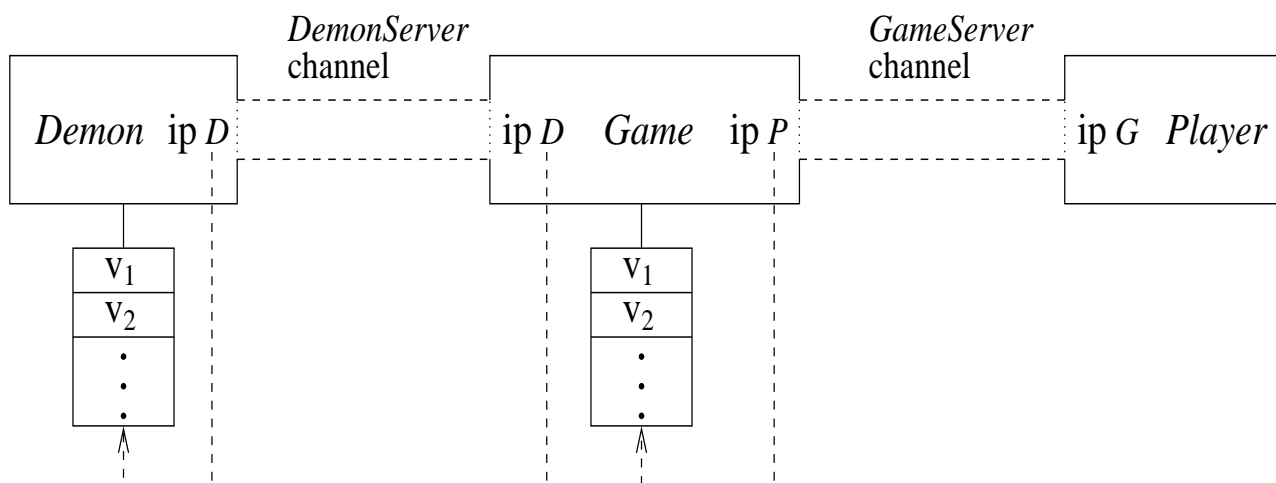 DemonServer
channel
GameServer
channel
Demon ip D
ip D Game ip P
ip G Player
v1
v2
v1
v2